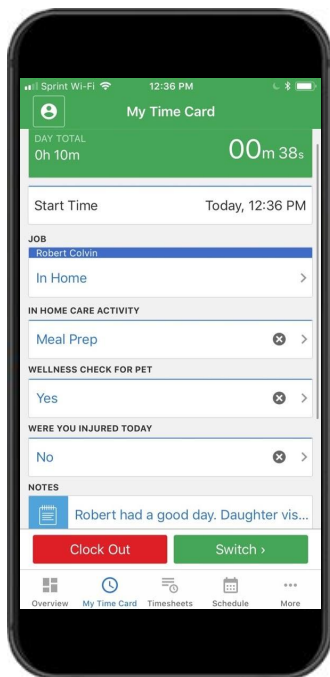 Sprint Wi-Fi 12:36 PM
My Time Card
DAY TOTAL
0h 10m 00m 38s
Start Time Today, 12:36 PM
JOB
Robert Colvin
In Home
IN HOME CARE ACTIVITY
Meal Prep
WELLNESS CHECK FOR PET
Yes
WERE YOU INJURED TODAY
No
NOTES
Robert had a good day. Daughter vis...
Clock Out Switch ›
Overview My Time Card Timesheets Schedule More